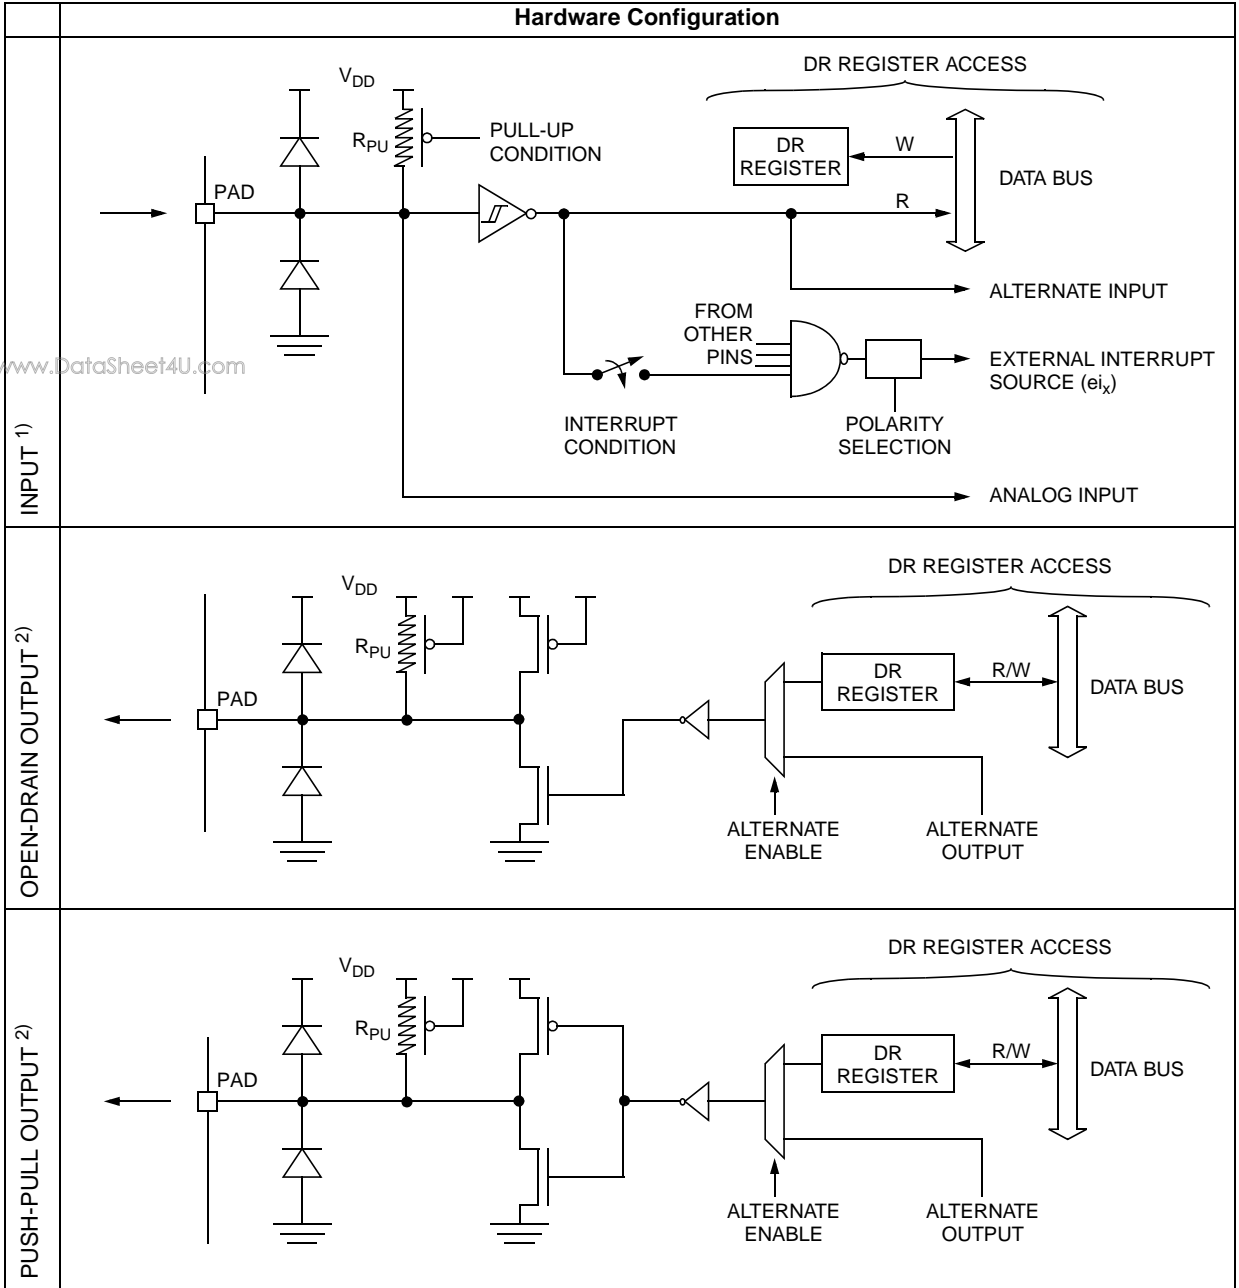 Hardware Configuration
INPUT 1)
DR REGISTER ACCESS
VDD
RPU
PULL-UP
CONDITION
DR
REGISTER
W
DATA BUS
PAD
R
ALTERNATE INPUT
FROM
OTHER
PINS
EXTERNAL INTERRUPT
SOURCE (eix)
www.DataSheet4U.com
INTERRUPT
CONDITION
POLARITY
SELECTION
ANALOG INPUT
OPEN-DRAIN OUTPUT 2)
DR REGISTER ACCESS
VDD
RPU
DR
REGISTER
R/W
DATA BUS
PAD
ALTERNATE
ENABLE
ALTERNATE
OUTPUT
PUSH-PULL OUTPUT 2)
DR REGISTER ACCESS
VDD
RPU
DR
REGISTER
R/W
DATA BUS
PAD
ALTERNATE
ENABLE
ALTERNATE
OUTPUT